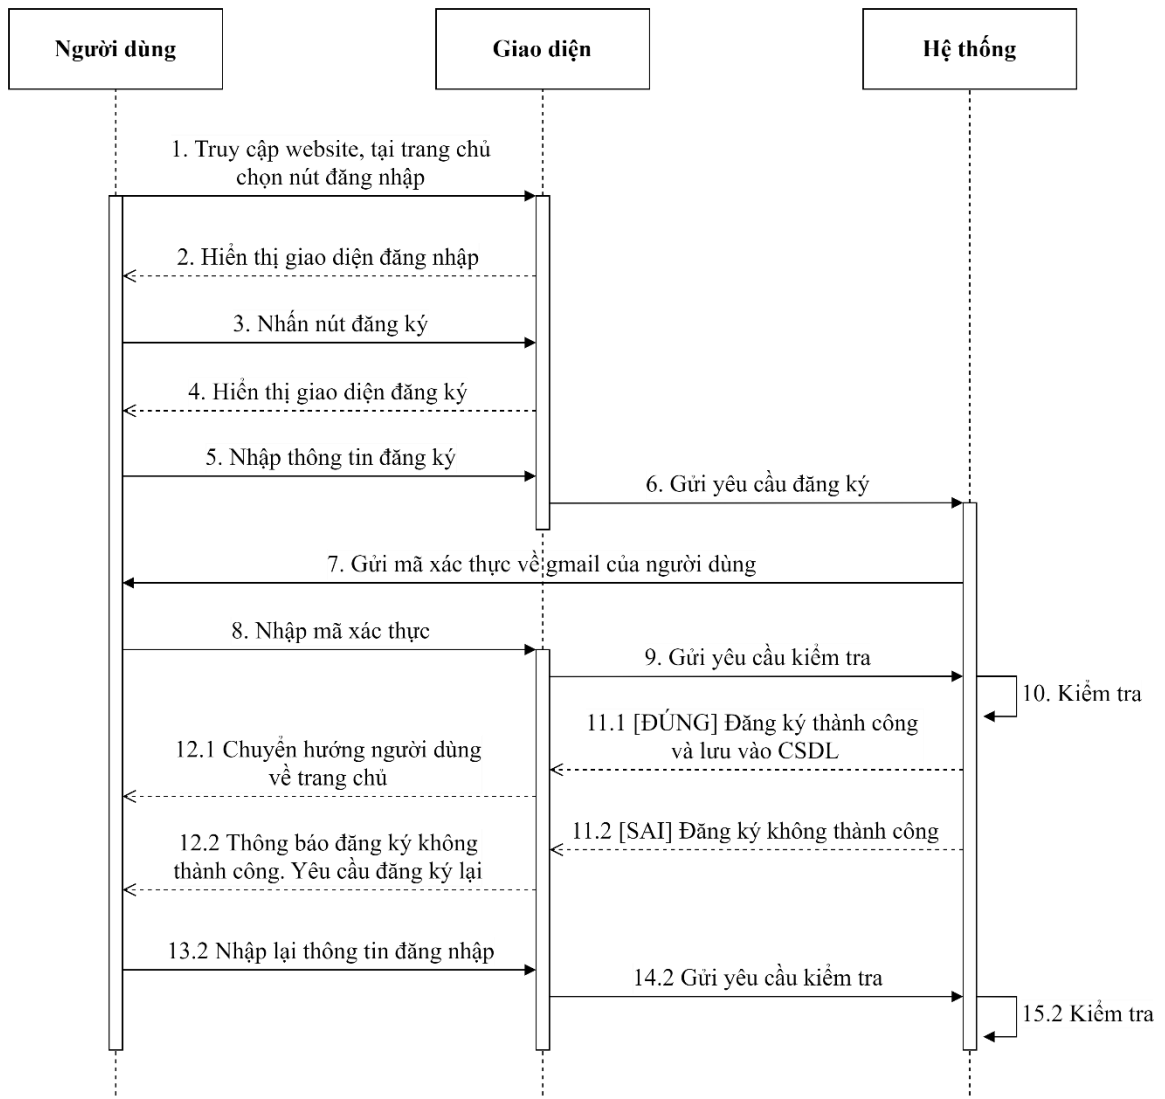 Người dùng
Giao diện
Hệ thống
1. Truy cập website, tại trang chủ
chọn nút đăng nhập
2. Hiển thị giao diện đăng nhập
3. Nhấn nút đăng ký
4. Hiển thị giao diện đăng ký
5. Nhập thông tin đăng ký
6. Gửi yêu cầu đăng ký
7. Gửi mã xác thực về gmail của người dùng
8. Nhập mã xác thực
9. Gửi yêu cầu kiểm tra
10. Kiểm tra
11.1 [ĐÚNG] Đăng ký thành công
và lưu vào CSDL
12.1 Chuyển hướng người dùng
về trang chủ
11.2 [SAI] Đăng ký không thành công
12.2 Thông báo đăng ký không
thành công. Yêu cầu đăng ký lại
13.2 Nhập lại thông tin đăng nhập
14.2 Gửi yêu cầu kiểm tra
15.2 Kiểm tra